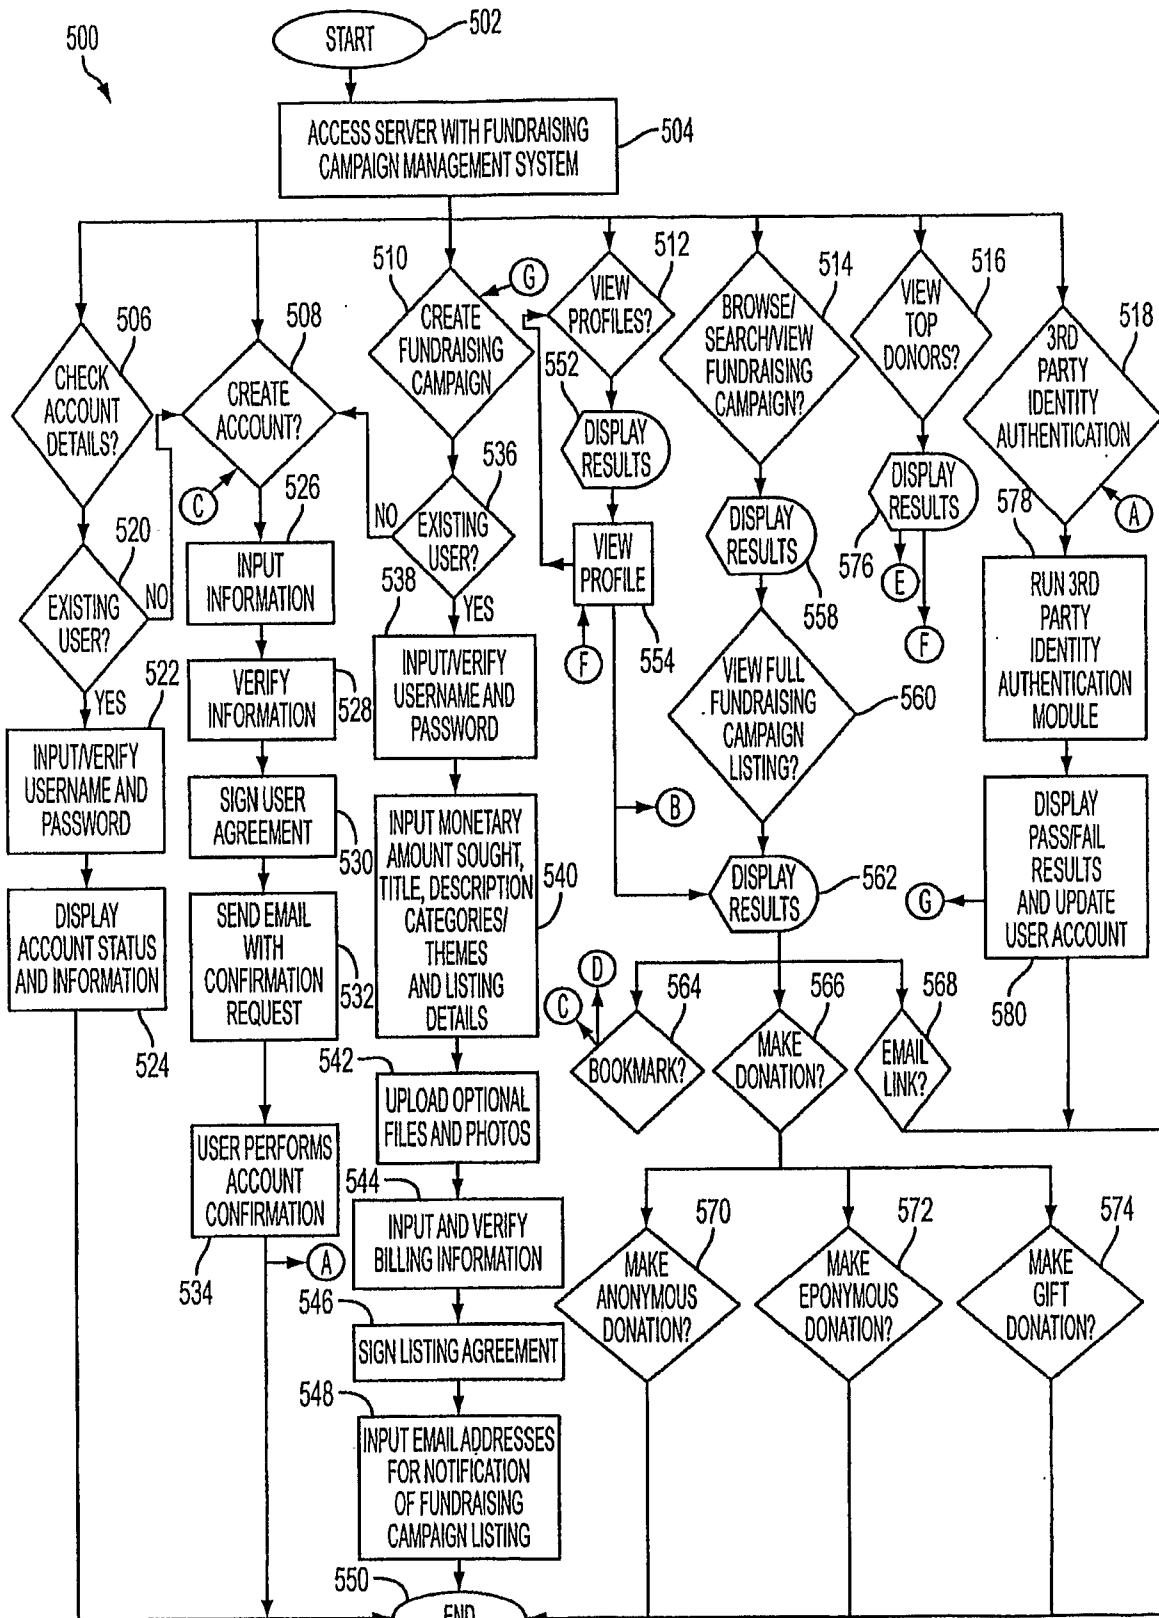 500
START
502
ACCESS SERVER WITH FUNDRAISING
CAMPAIGN MANAGEMENT SYSTEM
504
506
CHECK
ACCOUNT
DETAILS?
508
CREATE
ACCOUNT?
510
CREATE
FUNDRAISING
CAMPAIGN
G
512
VIEW
PROFILES?
514
BROWSE/
SEARCH/VIEW
FUNDRAISING
CAMPAIGN?
516
VIEW
TOP
DONORS?
518
3RD
PARTY
IDENTITY
AUTHENTICATION
A
520
EXISTING
USER?
NO
YES
522
INPUT/VERIFY
USERNAME AND
PASSWORD
DISPLAY
ACCOUNT STATUS
AND INFORMATION
524
C
526
INPUT
INFORMATION
VERIFY
INFORMATION
528
SIGN USER
AGREEMENT
530
SEND EMAIL
WITH
CONFIRMATION
REQUEST
532
USER PERFORMS
ACCOUNT
CONFIRMATION
534
A
536
EXISTING
USER?
NO
YES
538
INPUT/VERIFY
USERNAME AND
PASSWORD
INPUT MONETARY
AMOUNT SOUGHT,
TITLE, DESCRIPTION
CATEGORIES/
THEMES
AND LISTING
DETAILS
540
542
UPLOAD OPTIONAL
FILES AND PHOTOS
544
INPUT AND VERIFY
BILLING INFORMATION
546
SIGN LISTING AGREEMENT
548
INPUT EMAIL ADDRESSES
FOR NOTIFICATION
OF FUNDRAISING
CAMPAIGN LISTING
550
END
552
DISPLAY
RESULTS
VIEW
PROFILE
554
F
B
DISPLAY
RESULTS
558
VIEW FULL
FUNDRAISING
CAMPAIGN
LISTING?
560
DISPLAY
RESULTS
562
C
D
564
BOOKMARK?
566
MAKE
DONATION?
568
EMAIL
LINK?
570
MAKE
ANONYMOUS
DONATION?
572
MAKE
EPONYMOUS
DONATION?
574
MAKE
GIFT
DONATION?
DISPLAY
RESULTS
576
E
F
578
RUN 3RD
PARTY
IDENTITY
AUTHENTICATION
MODULE
DISPLAY
PASS/FAIL
RESULTS
AND UPDATE
USER ACCOUNT
G
580